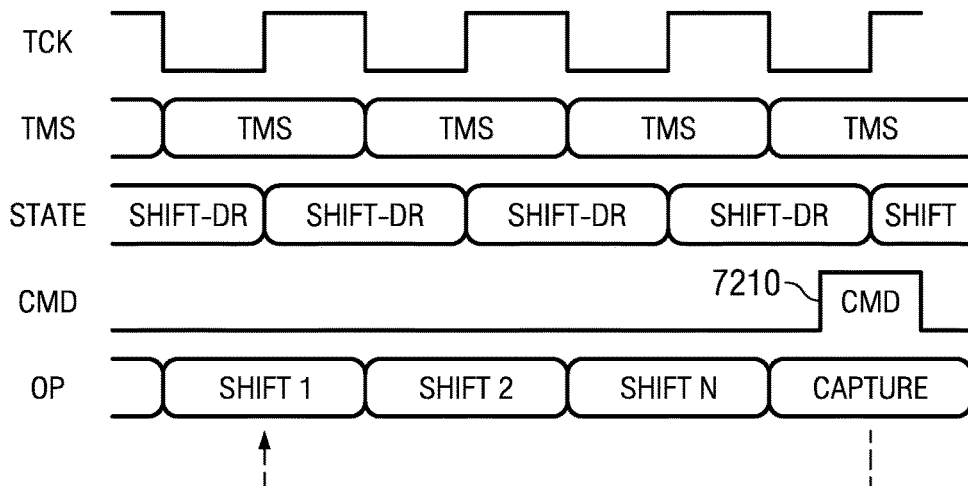 TCK
TMS TMS TMS TMS TMS
STATE SHIFT-DR SHIFT-DR SHIFT-DR SHIFT-DR SHIFT
CMD 7210 CMD
OP SHIFT 1 SHIFT 2 SHIFT N CAPTURE